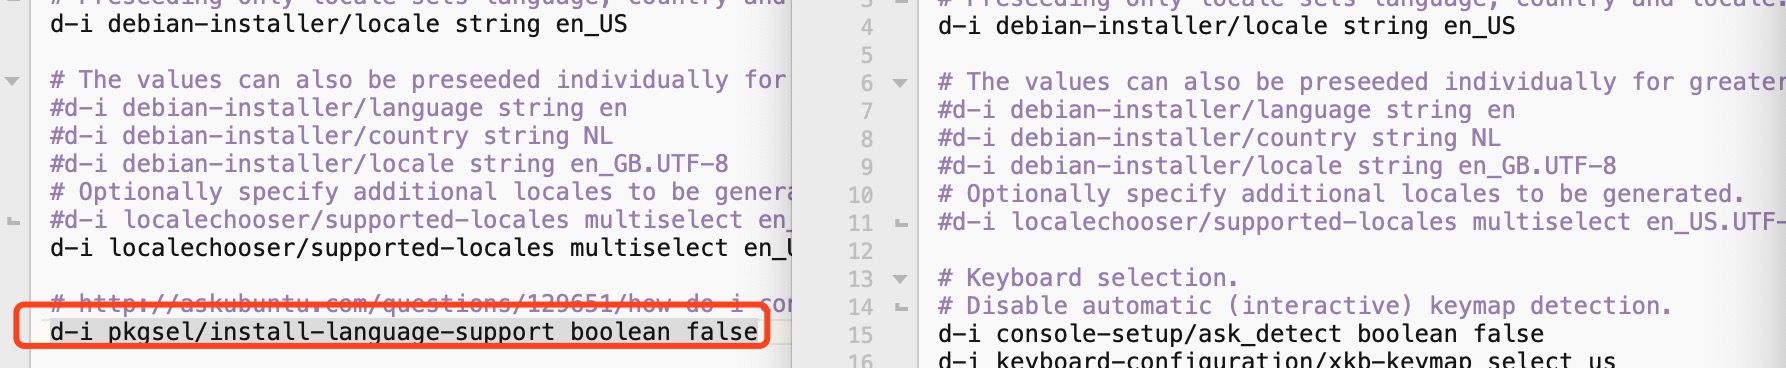 # Preseeding only locale sets language, country and
d-i debian-installer/locale string en_US
# The values can also be preseeded individually for
#d-i debian-installer/language string en
#d-i debian-installer/country string NL
#d-i debian-installer/locale string en_GB.UTF-8
# Optionally specify additional locales to be genera
#d-i localechooser/supported-locales multiselect en_
d-i localechooser/supported-locales multiselect en_U
# http://askubuntu.com/questions/129651/how-do-i-con
d-i pkgsel/install-language-support boolean false
3 # Preseeding only locale sets language, country and locale.
4 d-i debian-installer/locale string en_US
5
6 # The values can also be preseeded individually for greater
7 #d-i debian-installer/language string en
8 #d-i debian-installer/country string NL
9 #d-i debian-installer/locale string en_GB.UTF-8
10 # Optionally specify additional locales to be generated.
11 #d-i localechooser/supported-locales multiselect en_US.UTF-
12
13 # Keyboard selection.
14 # Disable automatic (interactive) keymap detection.
15 d-i console-setup/ask_detect boolean false
16 d-i keyboard-configuration/xkb-keymap select us